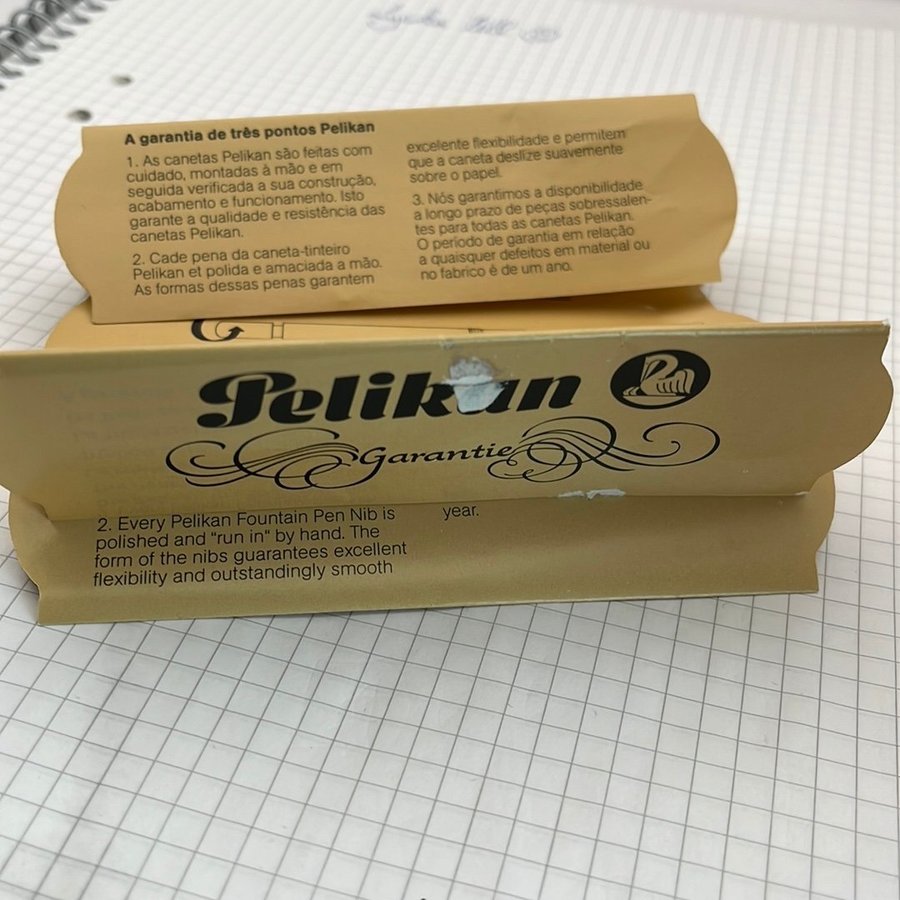 A garantia de três pontos Pelikan
1. As canetas Pelikan são feitas com
cuidado, montadas à mão e em
seguida verificada a sua construção,
acabamento e funcionamento. Isto
garante a qualidade e resistência das
canetas Pelikan.
2. Cade pena da caneta-tinteiro
Pelikan et polida e amaciada a mão.
As formas dessas penas garantem
excelente flexibilidade e permitem
que a caneta deslize suavemente
sobre o papel.
3. Nós garantimos a disponibilidade
a longo prazo de peças sobressalen-
tes para todas as canetas Pelikan.
O período de garantia em relação
a quaisquer defeitos em material ou
no fabrico é de um ano.
Pelikan
Garantie
2. Every Pelikan Fountain Pen Nib is
polished and "run in" by hand. The
form of the nibs guarantees excellent
flexibility and outstandingly smooth
year.